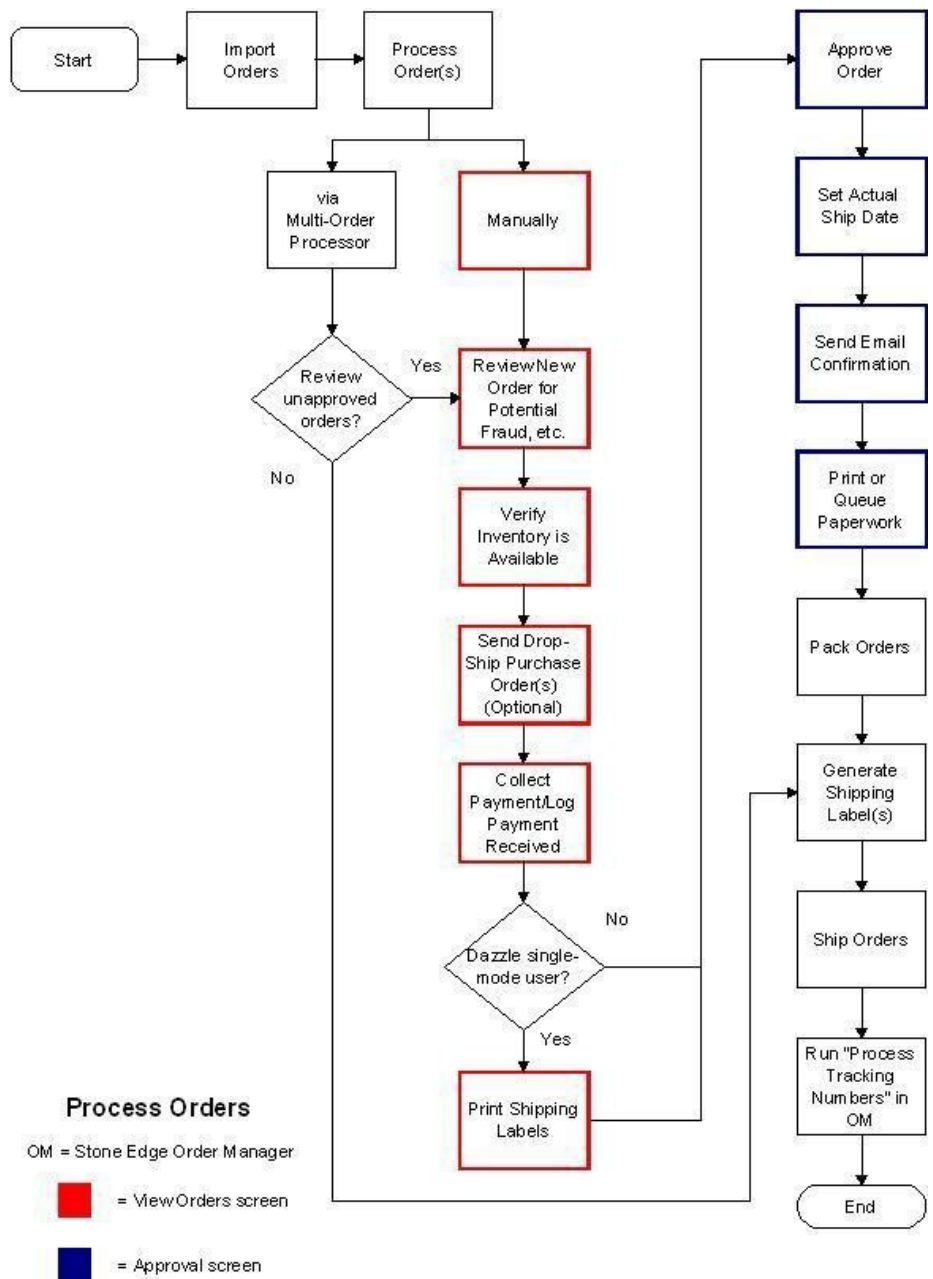 Start
Import
Orders
Process
Order(s)
via
Multi-Order
Processor
Manually
Review
unapproved
orders?
Yes
No
Review New
Order for
Potential
Fraud, etc.
Verify
Inventory is
Available
Send Drop-
Ship Purchase
Order(s)
(Optional)
Collect
Payment/Log
Payment
Received
Dazzle single-
mode user?
No
Yes
Print Shipping
Labels
Approve
Order
Set Actual
Ship Date
Send Email
Confirmation
Print or
Queue
Paperwork
Pack Orders
Generate
Shipping
Label(s)
Ship Orders
Run "Process
Tracking
Numbers" in
OM
End
Process Orders
OM = Stone Edge Order Manager
= View Orders screen
= Approval screen